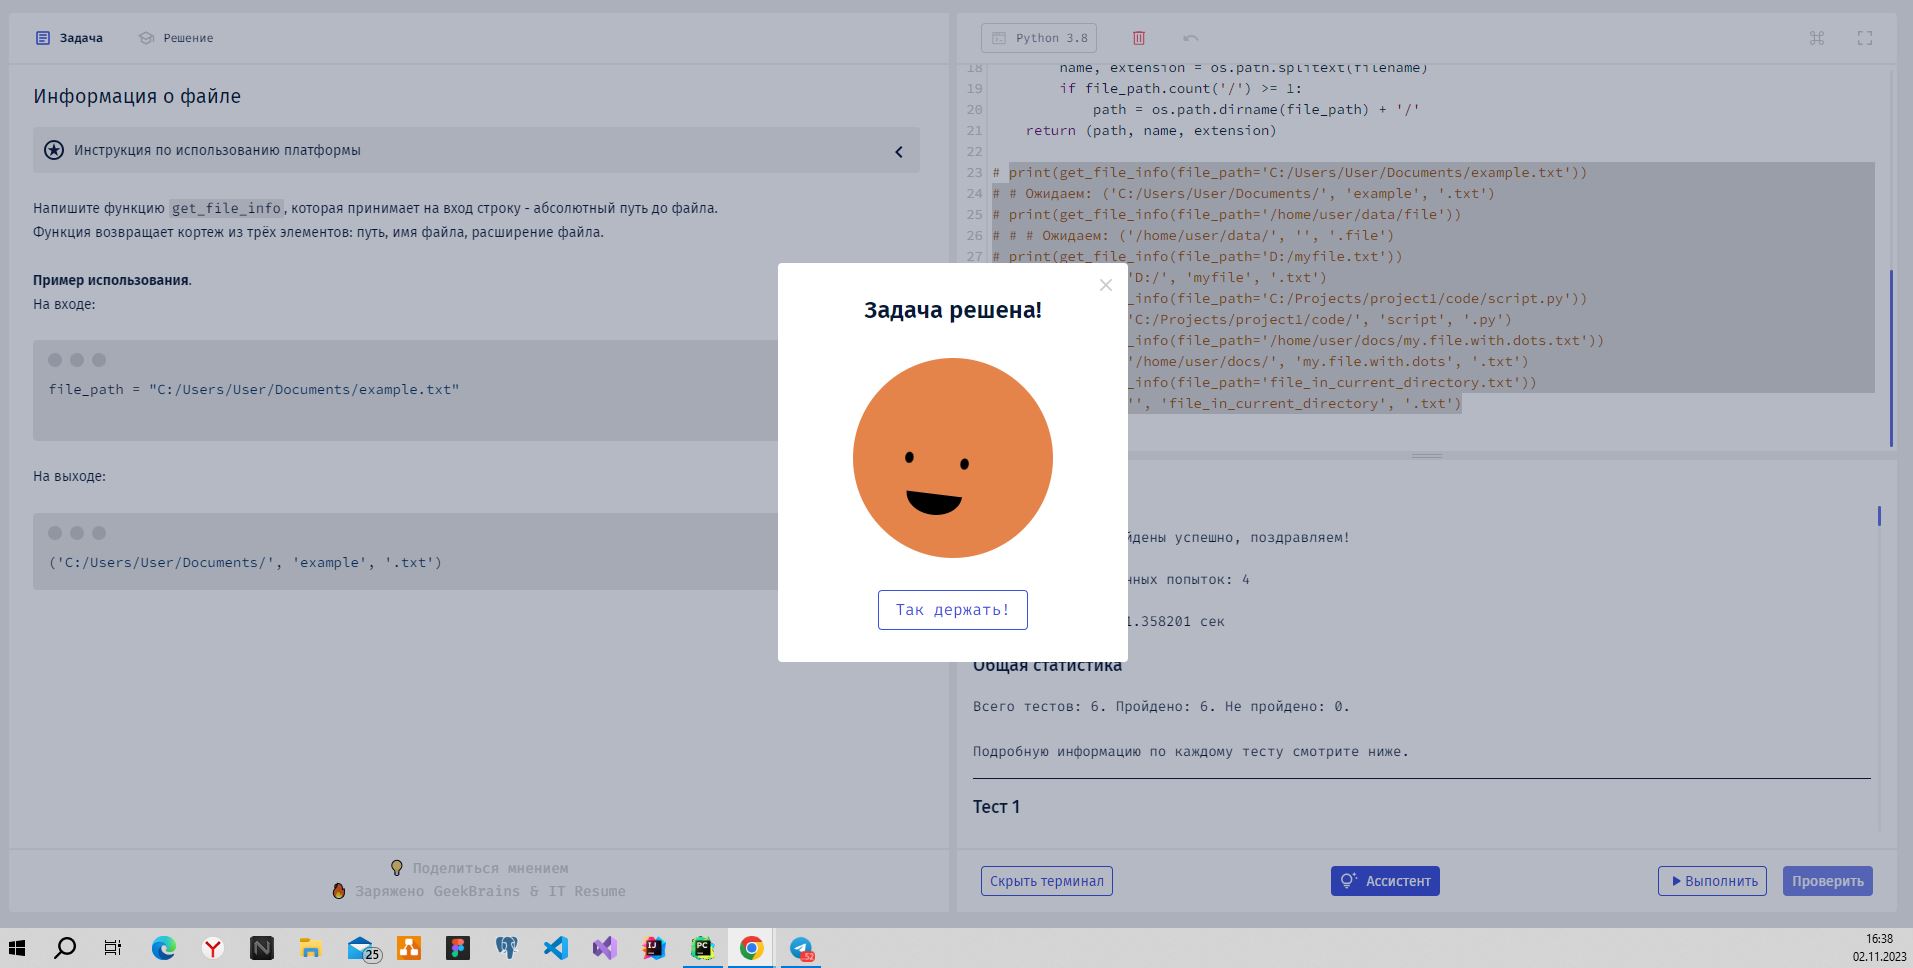 Задача
Решение
Информация о файле
Инструкция по использованию платформы
Напишите функцию get_file_info, которая принимает на вход строку - абсолютный путь до файла.
Функция возвращает кортеж из трёх элементов: путь, имя файла, расширение файла.
Пример использования.
На входе:
file_path = "C:/Users/User/Documents/example.txt"
На выходе:
('C:/Users/User/Documents/', 'example', '.txt')
Поделиться мнением
Заряжено GeekBrains & IT Resume
Python 3.8
18 name, extension = os.path.splitext(filename)
19 if file_path.count('/') >= 1:
20 path = os.path.dirname(file_path) + '/'
21 return (path, name, extension)
22
23 # print(get_file_info(file_path='C:/Users/User/Documents/example.txt'))
24 # # Ожидаем: ('C:/Users/User/Documents/', 'example', '.txt')
25 # print(get_file_info(file_path='/home/user/data/file'))
26 # # # Ожидаем: ('/home/user/data/', '', '.file')
27 # print(get_file_info(file_path='D:/myfile.txt'))
'D:/', 'myfile', '.txt')
_info(file_path='C:/Projects/project1/code/script.py'))
'C:/Projects/project1/code/', 'script', '.py')
_info(file_path='/home/user/docs/my.file.with.dots.txt'))
'/home/user/docs/', 'my.file.with.dots', '.txt')
_info(file_path='file_in_current_directory.txt'))
'', 'file_in_current_directory', '.txt')
Задача решена!
Так держать!
йдены успешно, поздравляем!
нных попыток: 4
1.358201 сек
Общая статистика
Всего тестов: 6. Пройдено: 6. Не пройдено: 0.
Подробную информацию по каждому тесту смотрите ниже.
Тест 1
Скрыть терминал
Ассистент
Выполнить
Проверить
25
IJ
PC
52
16:38
02.11.2023